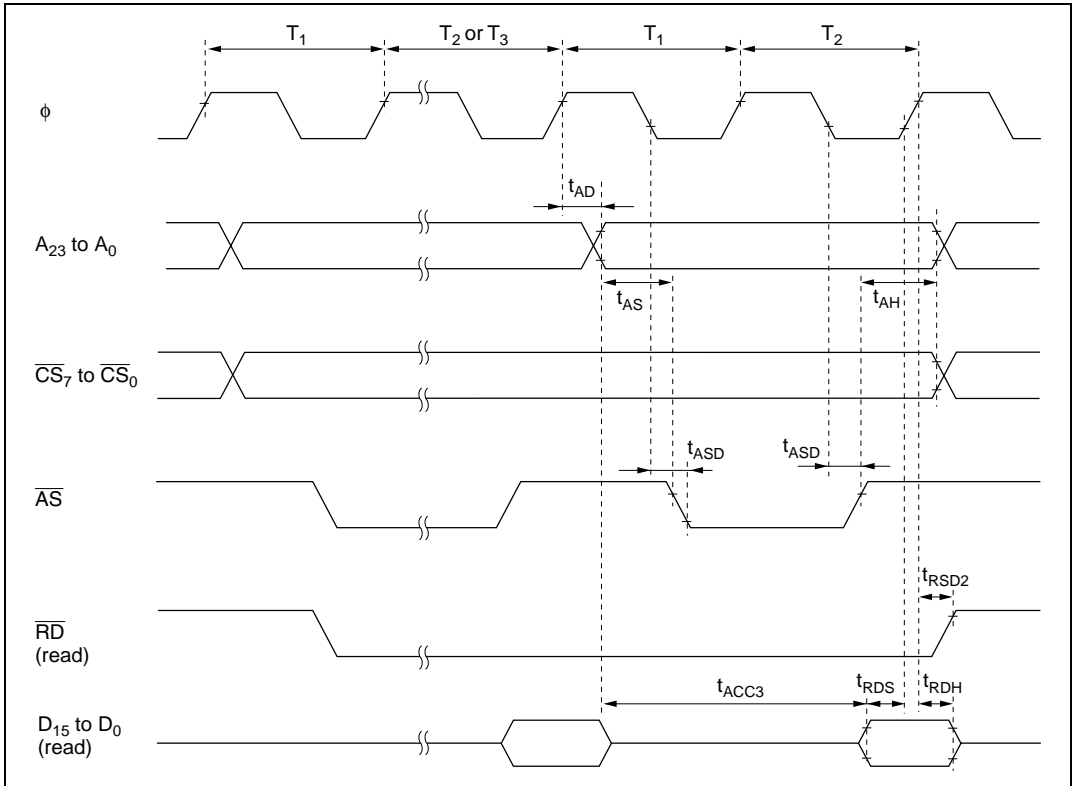 T1 T2 or T3 T1 T2
φ
tAD
A23 to A0
tAS tAH
CS7 to CS0
tASD tASD
AS
tRSD2
RD
(read)
tACC3 tRDS tRDH
D15 to D0
(read)